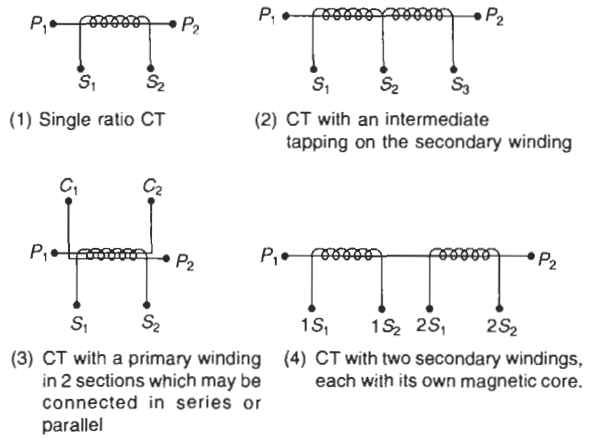 P₁ P₂
S₁ S₂
(1) Single ratio CT
P₁ P₂
S₁ S₂ S₃
(2) CT with an intermediate
tapping on the secondary winding
C₁ C₂
P₁ P₂
S₁ S₂
(3) CT with a primary winding
in 2 sections which may be
connected in series or
parallel
P₁ P₂
1S₁ 1S₂ 2S₁ 2S₂
(4) CT with two secondary windings,
each with its own magnetic core.